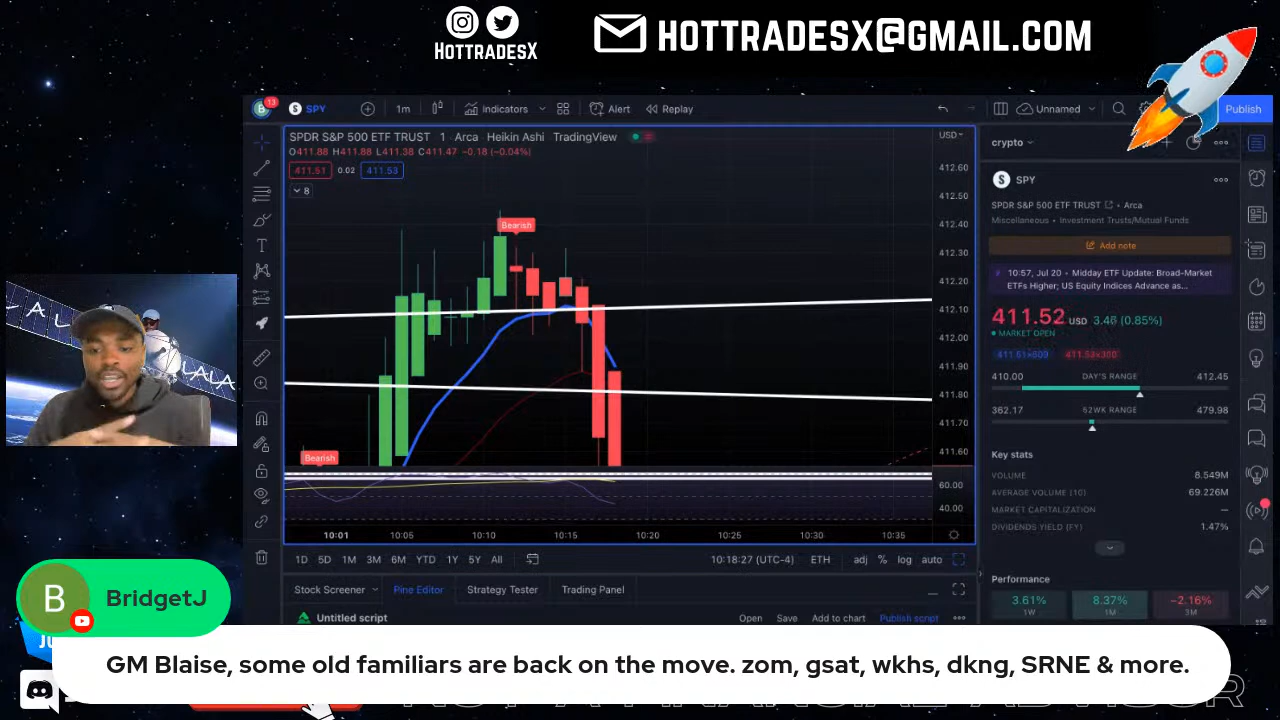 HOTTRADESX
HOTTRADESX@GMAIL.COM
13
SPY
1m
Indicators
Alert
Replay
Unnamed
Publish
SPDR S&P 500 ETF TRUST 1 Arca Heikin Ashi TradingView
O411.88 H411.88 L411.38 C411.47 -0.18 (-0.04%)
411.51 0.02 411.53
8
Bearish
Bearish
USD
412.60
412.50
412.40
412.30
412.20
412.10
412.00
411.90
411.80
411.70
411.60
60.00
40.00
10:01 10:05 10:10 10:15 10:20 10:25 10:30 10:35
1D 5D 1M 3M 6M YTD 1Y 5Y All
10:18:27 (UTC-4) ETH adj % log auto
Stock Screener Pine Editor Strategy Tester Trading Panel
Untitled script
Open Save Add to chart Publish script
crypto
SPY
SPDR S&P 500 ETF TRUST • Arca
Miscellaneous • Investment Trusts/Mutual Funds
Add note
10:57, Jul 20 • Midday ETF Update: Broad-Market
ETFs Higher; US Equity Indices Advance as...
411.52 USD 3.46 (0.85%)
MARKET OPEN
410.00 DAY'S RANGE 412.45
362.17 52WK RANGE 479.98
Key stats
VOLUME 8.549M
AVERAGE VOLUME (10) 69.226M
MARKET CAPITALIZATION —
DIVIDENDS YIELD (FY) 1.47%
Performance
3.61% 8.37% -2.16%
1W 1M 3M
B
BridgetJ
GM Blaise, some old familiars are back on the move. zom, gsat, wkhs, dkng, SRNE & more.